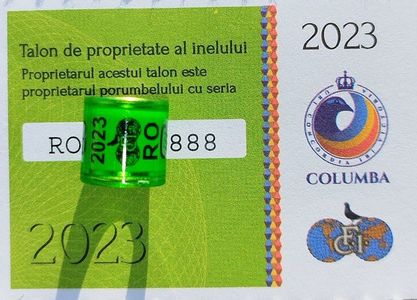 Talon de proprietate al inelului
Proprietarul acestui talon este
proprietarul porumbelului cu seria
RO 888
2023
RO
2023
2023
COLUMBA
FCI